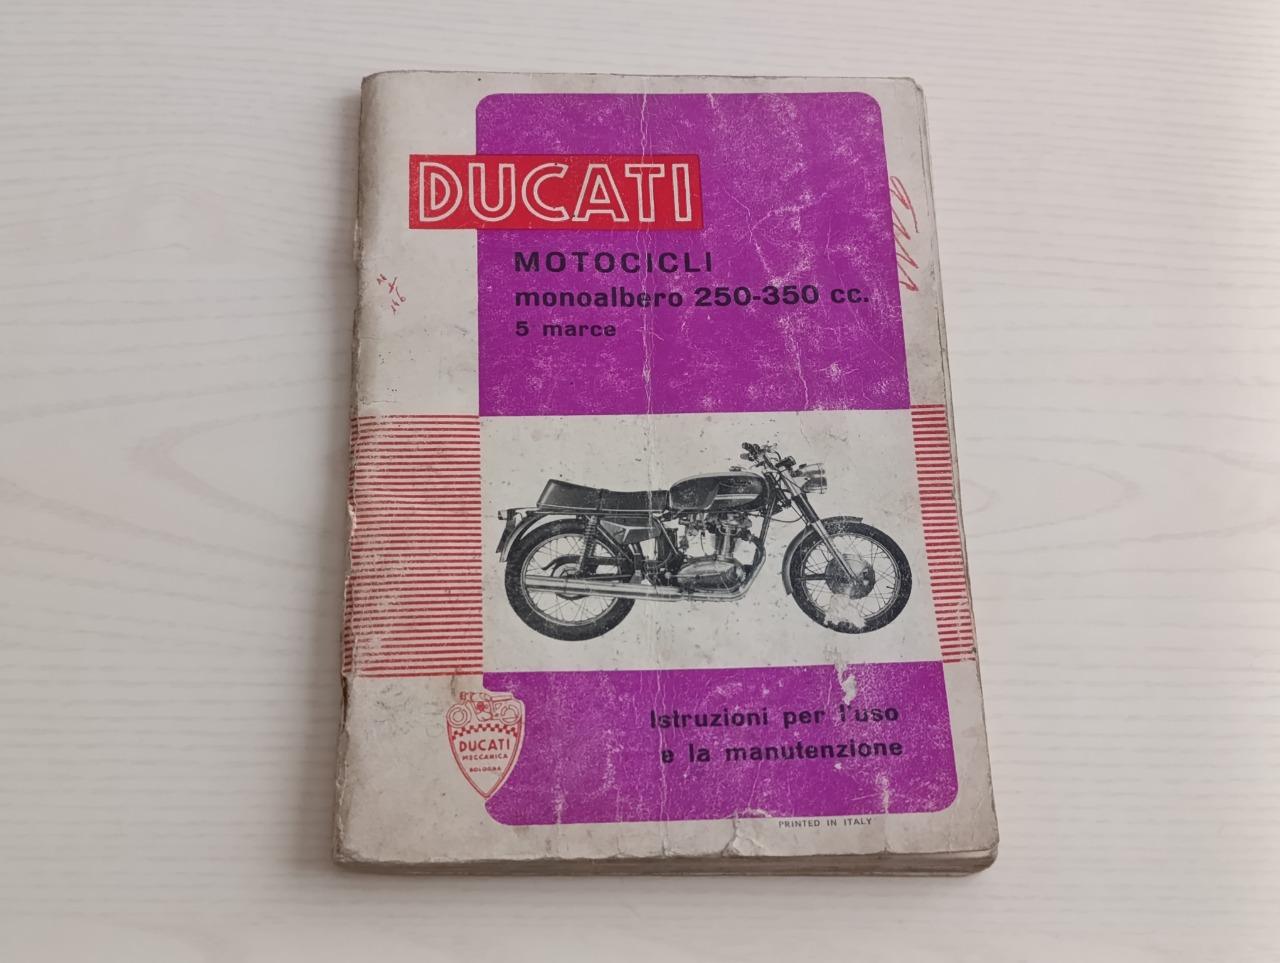 DUCATI
MOTOCICLI
monoalbero 250-350 cc.
5 marce
DUCATI
MECCANICA
BOLOGNA
Istruzioni per l'uso
e la manutenzione
PRINTED IN ITALY